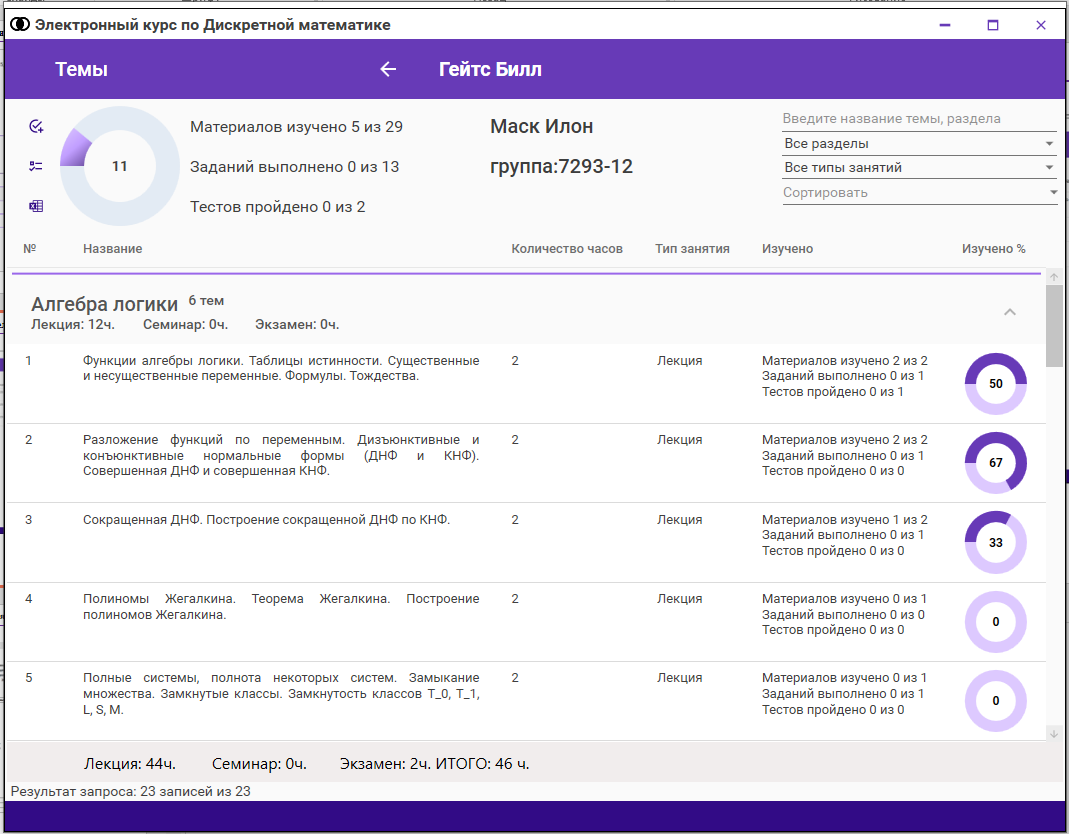 Электронный курс по Дискретной математике
Темы
Гейтс Билл
11
Материалов изучено 5 из 29
Заданий выполнено 0 из 13
Тестов пройдено 0 из 2
Маск Илон
группа:7293-12
Введите название темы, раздела
Все разделы
Все типы занятий
Сортировать
№ Название Количество часов Тип занятия Изучено Изучено %
Алгебра логики 6 тем
Лекция: 12ч. Семинар: 0ч. Экзамен: 0ч.
1 Функции алгебры логики. Таблицы истинности. Существенные 2 Лекция Материалов изучено 2 из 2
и несущественные переменные. Формулы. Тождества. Заданий выполнено 0 из 1
Тестов пройдено 0 из 1
50
2 Разложение функций по переменным. Дизъюнктивные и 2 Лекция Материалов изучено 2 из 2
конъюнктивные нормальные формы (ДНФ и КНФ). Заданий выполнено 0 из 1
Совершенная ДНФ и совершенная КНФ. Тестов пройдено 0 из 0
67
3 Сокращенная ДНФ. Построение сокращенной ДНФ по КНФ. 2 Лекция Материалов изучено 1 из 2
Заданий выполнено 0 из 1
Тестов пройдено 0 из 0
33
4 Полиномы Жегалкина. Теорема Жегалкина. Построение 2 Лекция Материалов изучено 0 из 1
полиномов Жегалкина. Заданий выполнено 0 из 0
Тестов пройдено 0 из 0
0
5 Полные системы, полнота некоторых систем. Замыкание 2 Лекция Материалов изучено 0 из 1
множества. Замкнутые классы. Замкнутость классов T_0, T_1, Заданий выполнено 0 из 1
L, S, M. Тестов пройдено 0 из 0
0
Лекция: 44ч. Семинар: 0ч. Экзамен: 2ч. ИТОГО: 46 ч.
Результат запроса: 23 записей из 23